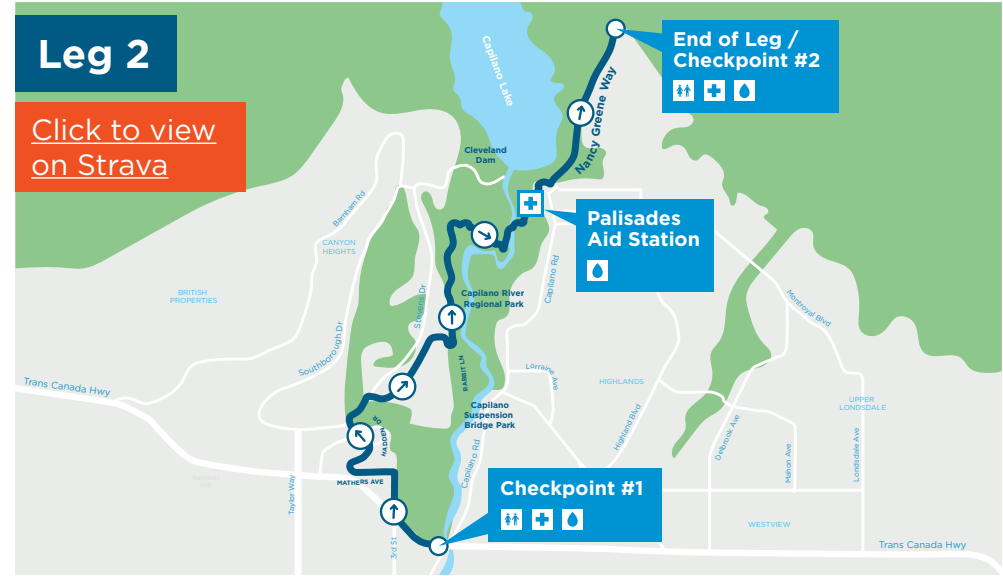 Leg 2
Click to view
on Strava
Capilano Lake
End of Leg /
Checkpoint #2
Nancy Greene Way
Cleveland
Dam
Palisades
Aid Station
Barnham Rd
CANYON
HEIGHTS
BRITISH
PROPERTIES
Stevens Dr
Capilano River
Regional Park
Capilano Rd
Montroyal Blvd
Southborough Dr
RABBIT LN
Lorraine Ave
HIGHLANDS
Trans Canada Hwy
Capilano
Suspension
Bridge Park
HADDEN DR
Highland Blvd
UPPER
LONSDALE
Delbrook Ave
Mahon Ave
Lonsdale Ave
Capilano Rd
MATHERS AVE
Taylor Way
Checkpoint #1
3rd St
WESTVIEW
Trans Canada Hwy